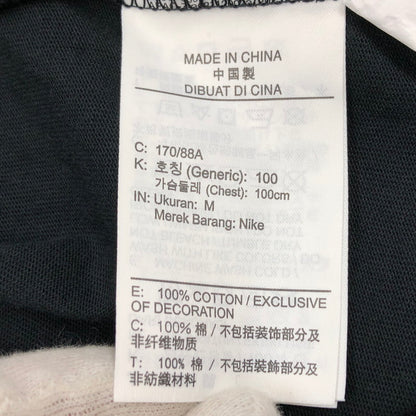 MADE IN CHINA
中国製
DIBUAT DI CINA
C: 170/88A
K: 호칭 (Generic): 100
가슴둘레 (Chest): 100cm
IN: Ukuran: M
Merek Barang: Nike
E: 100% COTTON / EXCLUSIVE
OF DECORATION
C: 100% 棉 / 不包括装饰部分及
非纤维物质
T: 100% 棉 / 不包括裝飾部分及
非紡織材料